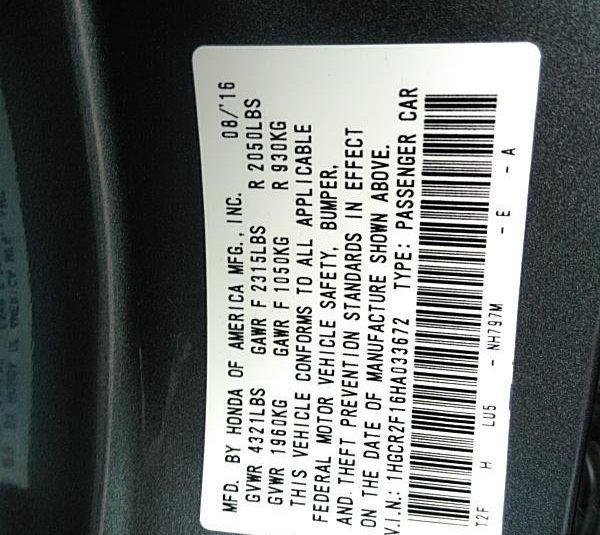 MFD. BY HONDA OF AMERICA MFG., INC. 08/'16
GVWR 4321LBS GAWR F 2315LBS R 2050LBS
GVWR 1960KG GAWR F 1050KG R 930KG
THIS VEHICLE CONFORMS TO ALL APPLICABLE
FEDERAL MOTOR VEHICLE SAFETY, BUMPER,
AND THEFT PREVENTION STANDARDS IN EFFECT
ON THE DATE OF MANUFACTURE SHOWN ABOVE.
V.I.N.: 1HGCR2F16HA033672 TYPE: PASSENGER CAR
T2F H LU5 - NH797M - E - A